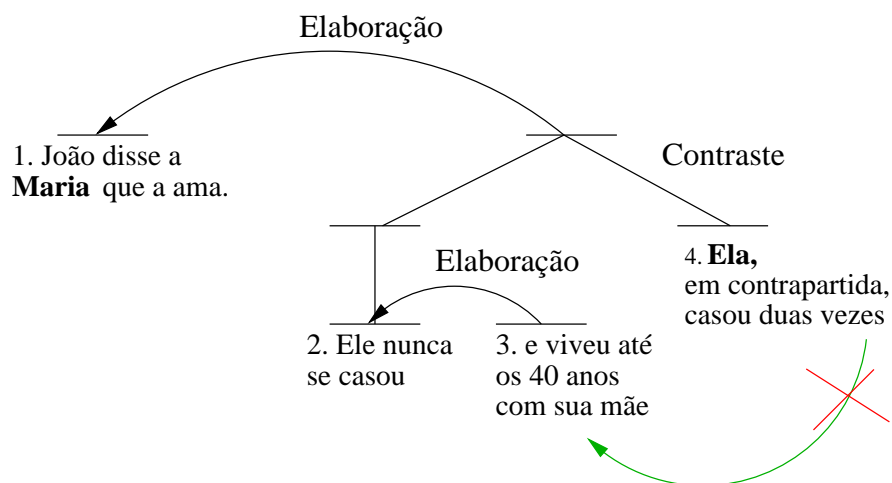 Elaboração
1. João disse a
Maria que a ama.
Contraste
Elaboração
2. Ele nunca
se casou
3. e viveu até
os 40 anos
com sua mãe
4. Ela,
em contrapartida,
casou duas vezes